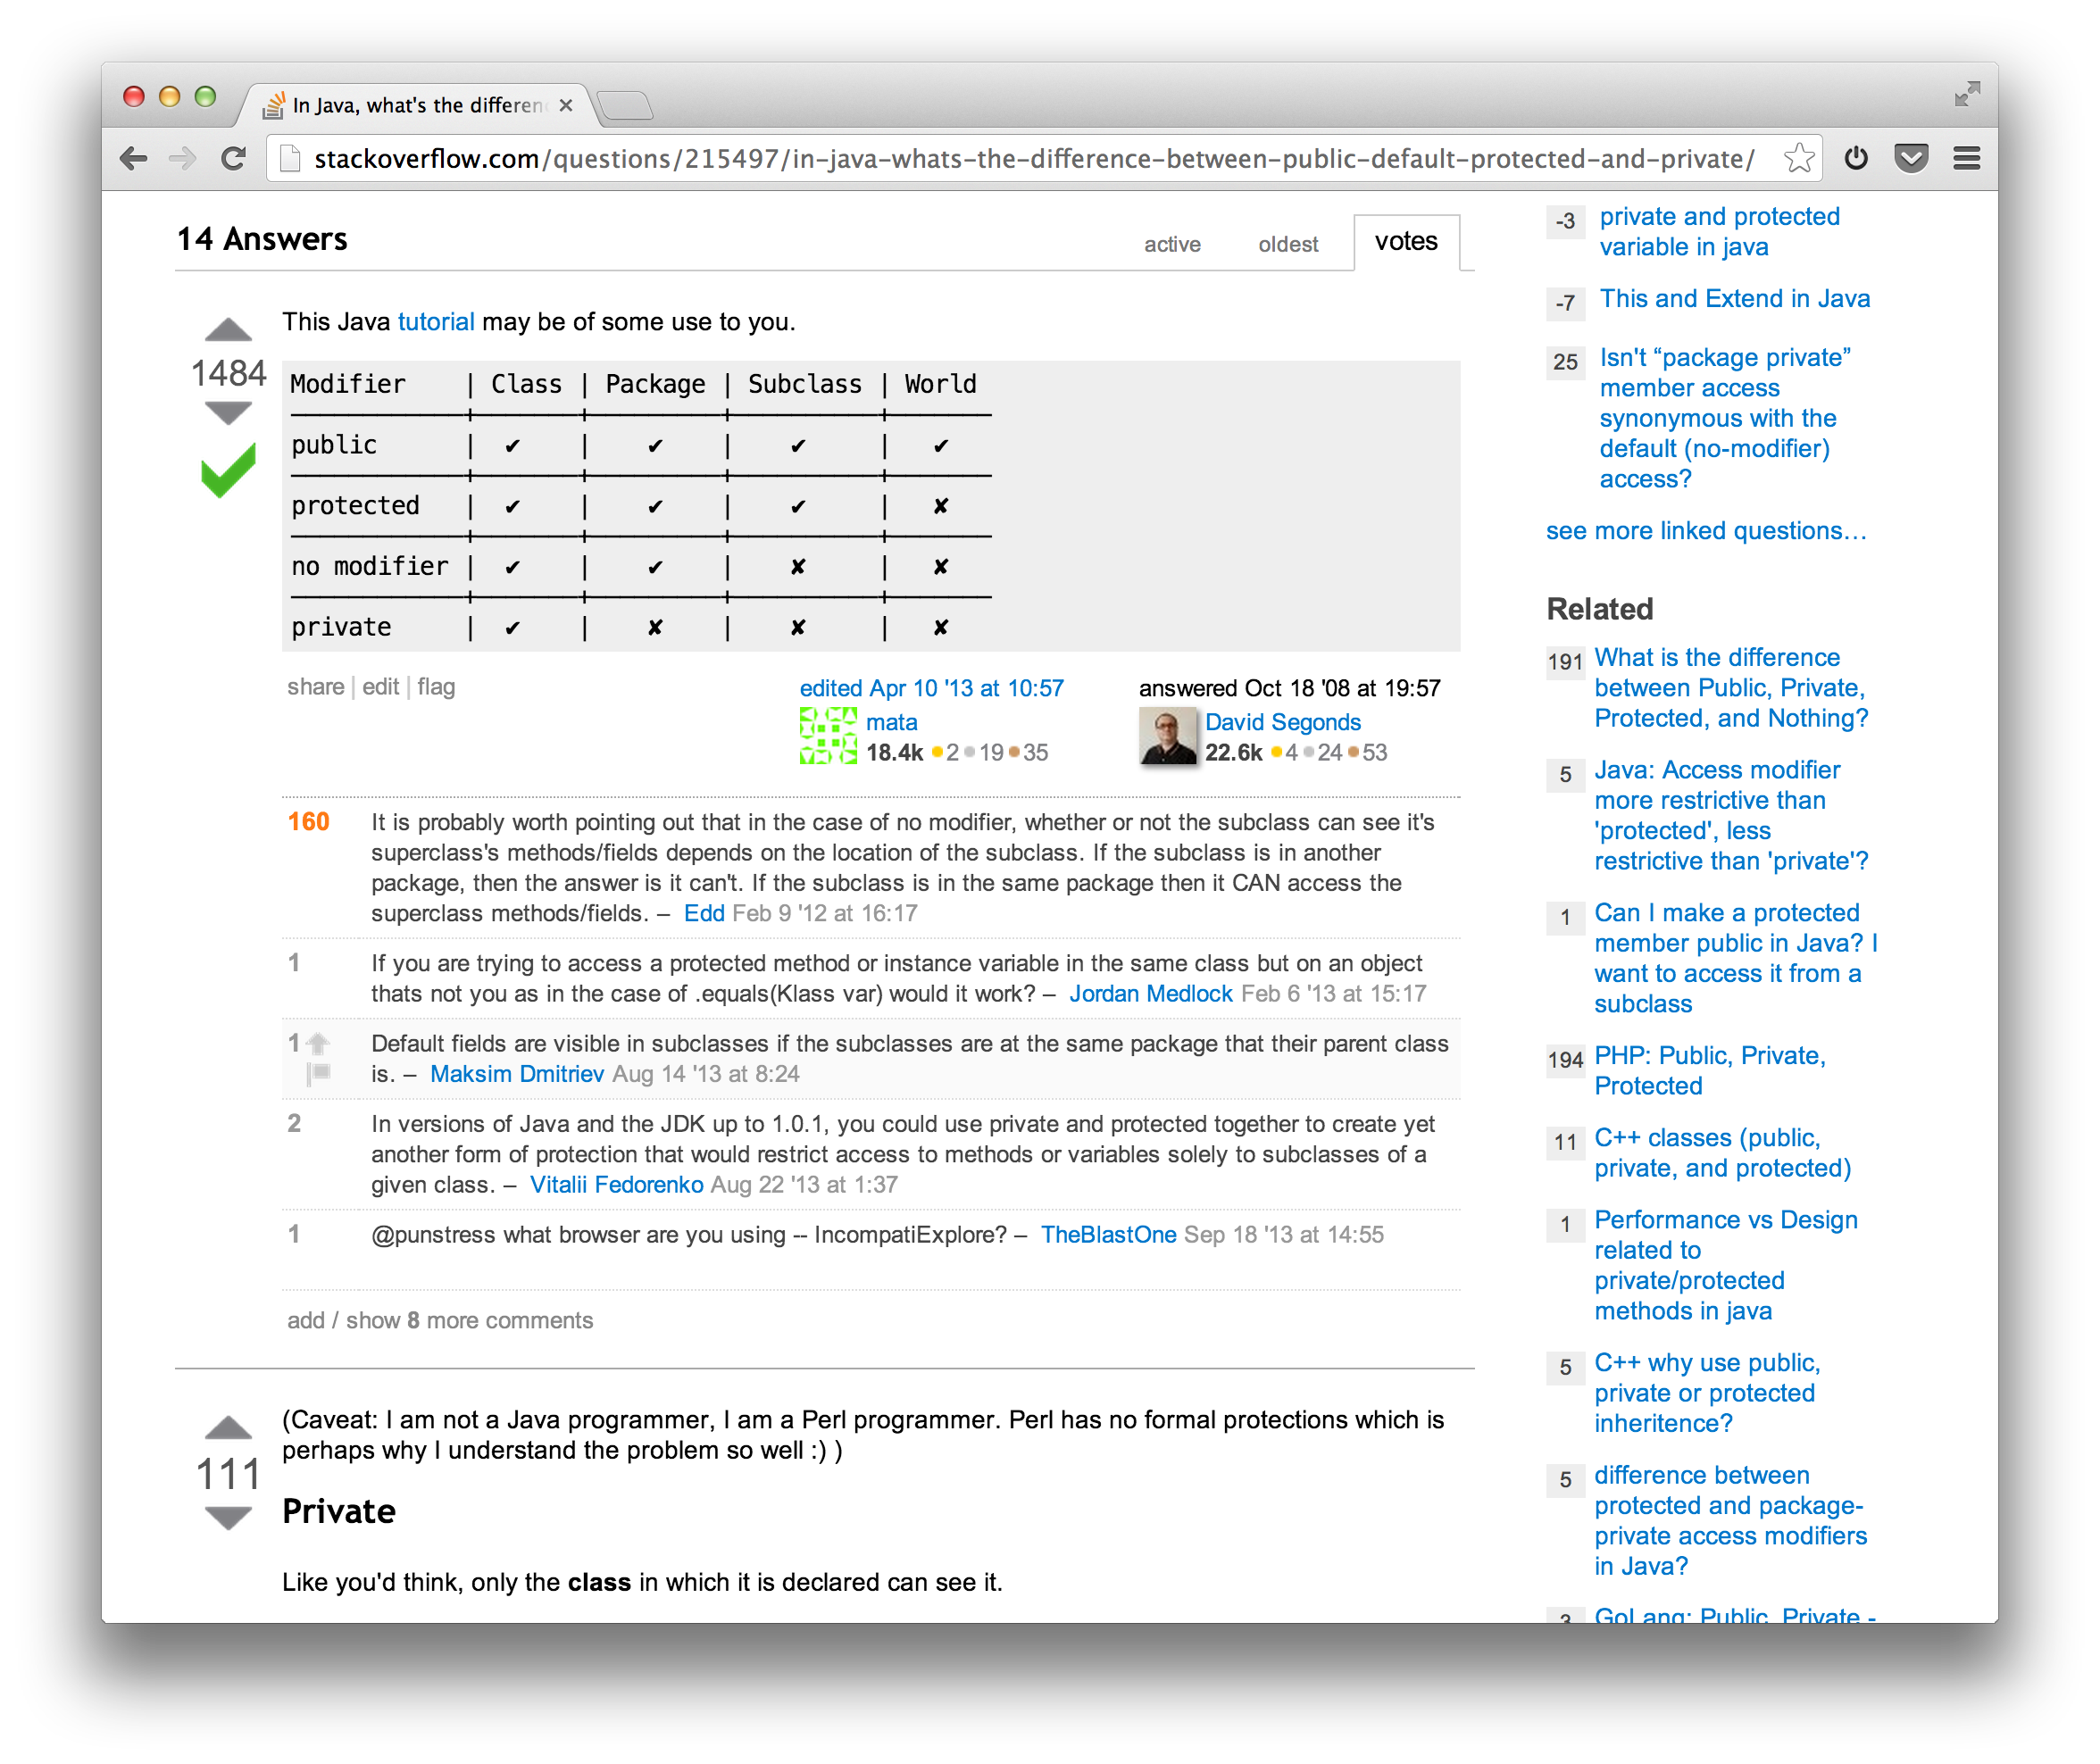 In Java, what's the differen
stackoverflow.com/questions/215497/in-java-whats-the-difference-between-public-default-protected-and-private/
14 Answers
active oldest votes
1484
This Java tutorial may be of some use to you.
Modifier | Class | Package | Subclass | World
————————————+———————+—————————+——————————+———————
public | ✔ | ✔ | ✔ | ✔
————————————+———————+—————————+——————————+———————
protected | ✔ | ✔ | ✔ | ✘
————————————+———————+—————————+——————————+———————
no modifier | ✔ | ✔ | ✘ | ✘
————————————+———————+—————————+——————————+———————
private | ✔ | ✘ | ✘ | ✘
share | edit | flag
edited Apr 10 '13 at 10:57
mata
18.4k ●2 ●19 ●35
answered Oct 18 '08 at 19:57
David Segonds
22.6k ●4 ●24 ●53
160
It is probably worth pointing out that in the case of no modifier, whether or not the subclass can see it's
superclass's methods/fields depends on the location of the subclass. If the subclass is in another
package, then the answer is it can't. If the subclass is in the same package then it CAN access the
superclass methods/fields. – Edd Feb 9 '12 at 16:17
1
If you are trying to access a protected method or instance variable in the same class but on an object
thats not you as in the case of .equals(Klass var) would it work? – Jordan Medlock Feb 6 '13 at 15:17
1
Default fields are visible in subclasses if the subclasses are at the same package that their parent class
is. – Maksim Dmitriev Aug 14 '13 at 8:24
2
In versions of Java and the JDK up to 1.0.1, you could use private and protected together to create yet
another form of protection that would restrict access to methods or variables solely to subclasses of a
given class. – Vitalii Fedorenko Aug 22 '13 at 1:37
1
@punstress what browser are you using -- IncompatiExplore? – TheBlastOne Sep 18 '13 at 14:55
add / show 8 more comments
111
(Caveat: I am not a Java programmer, I am a Perl programmer. Perl has no formal protections which is
perhaps why I understand the problem so well :) )
Private
Like you'd think, only the class in which it is declared can see it.
-3
private and protected
variable in java
-7
This and Extend in Java
25
Isn't “package private”
member access
synonymous with the
default (no-modifier)
access?
see more linked questions…
Related
191
What is the difference
between Public, Private,
Protected, and Nothing?
5
Java: Access modifier
more restrictive than
'protected', less
restrictive than 'private'?
1
Can I make a protected
member public in Java? I
want to access it from a
subclass
194
PHP: Public, Private,
Protected
11
C++ classes (public,
private, and protected)
1
Performance vs Design
related to
private/protected
methods in java
5
C++ why use public,
private or protected
inheritence?
5
difference between
protected and package-
private access modifiers
in Java?
3
GoLang: Public, Private -